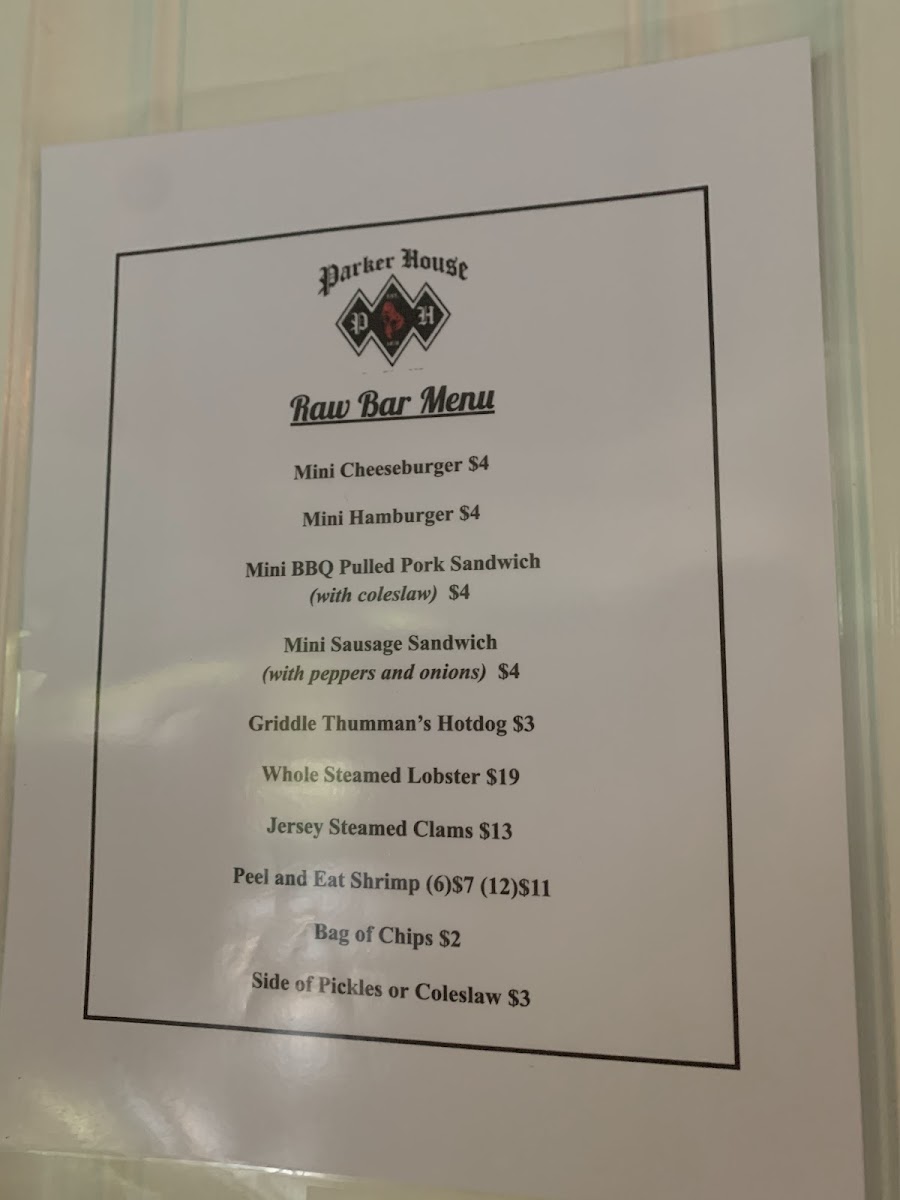 Parker House
P H
Raw Bar Menu
Mini Cheeseburger $4
Mini Hamburger $4
Mini BBQ Pulled Pork Sandwich
(with coleslaw) $4
Mini Sausage Sandwich
(with peppers and onions) $4
Griddle Thumman's Hotdog $3
Whole Steamed Lobster $19
Jersey Steamed Clams $13
Peel and Eat Shrimp (6)$7 (12)$11
Bag of Chips $2
Side of Pickles or Coleslaw $3